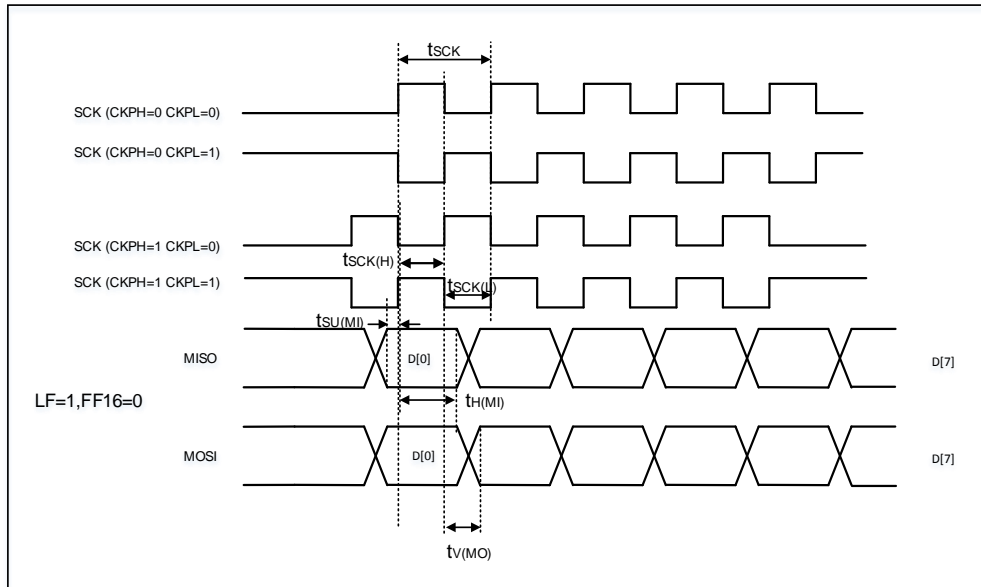 tSCK
SCK (CKPH=0 CKPL=0)
SCK (CKPH=0 CKPL=1)
SCK (CKPH=1 CKPL=0)
tSCK(H)
SCK (CKPH=1 CKPL=1)
tSCK(L)
tSU(MI)
MISO
D[0]
D[7]
LF=1,FF16=0
tH(MI)
MOSI
D[0]
D[7]
tV(MO)